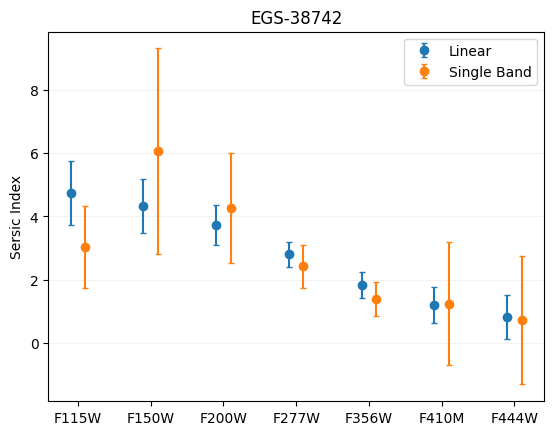 EGS-38742
Linear
Single Band
Sersic Index
8
6
4
2
0
F115W F150W F200W F277W F356W F410M F444W